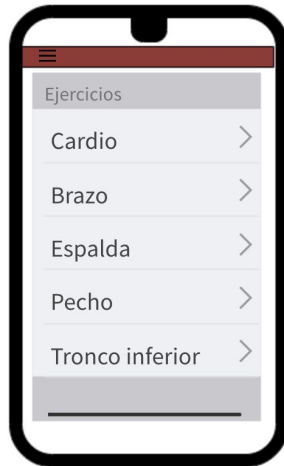 Ejercicios
Cardio
Brazo
Espalda
Pecho
Tronco inferior